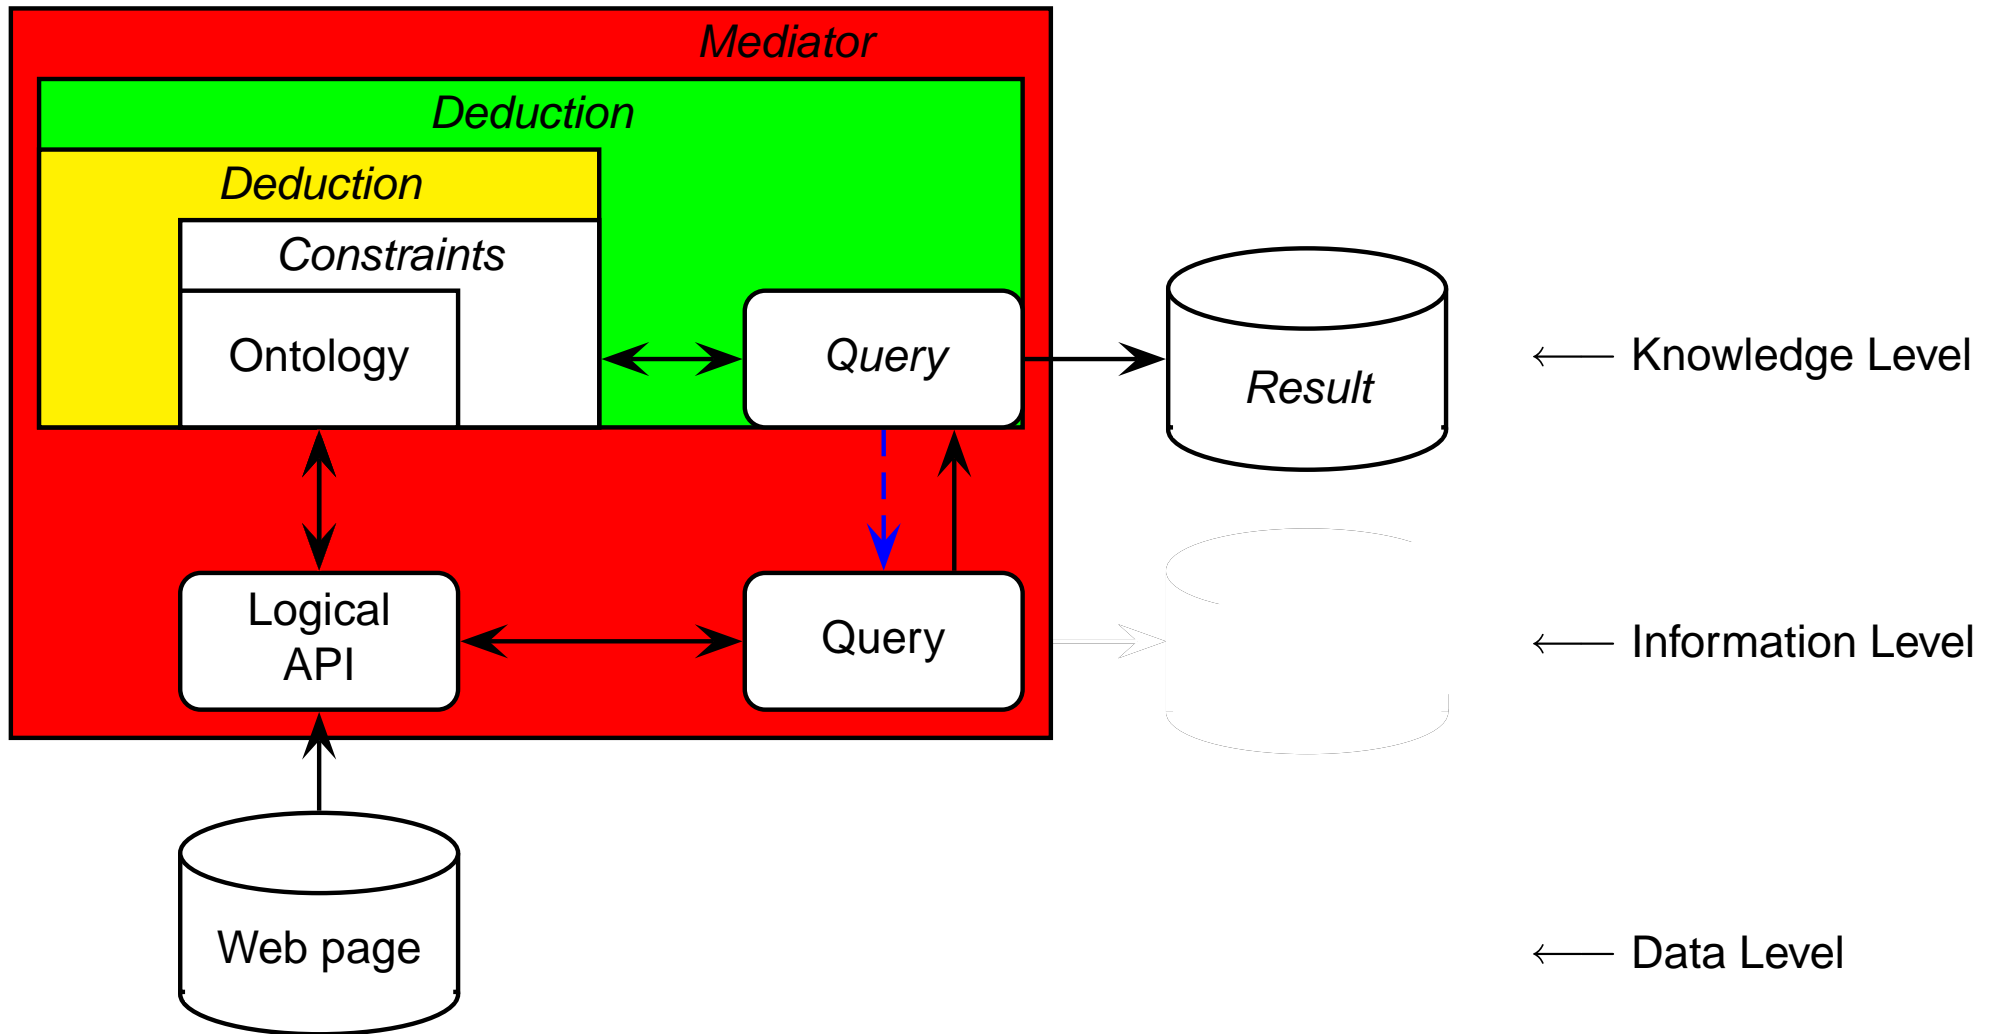 Mediator
Deduction
Deduction
Constraints
Ontology
Query
Result
Knowledge Level
Logical
API
Query
Information Level
Web page
Data Level